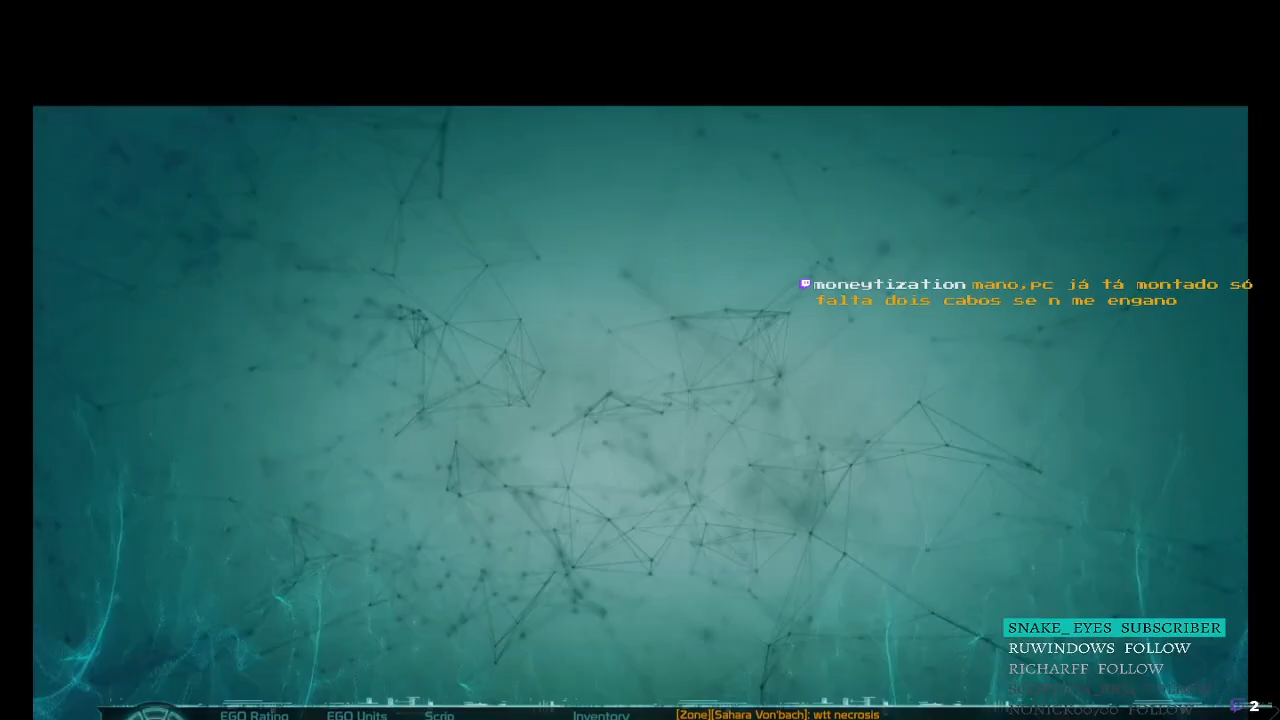 moneytization mano,pc já tá montado só
falta dois cabos se n me engano
SNAKE_EYES SUBSCRIBER
RUWINDOWS FOLLOW
RICHARFF FOLLOW
FOLLOW
FOLLOW
2
EGO Rating
EGO Units
Scrip
Inventory
[Zone][Sahara Von'bach]: wtt necrosis